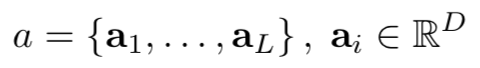 a = {𝐚₁, …, 𝐚_L}, 𝐚ᵢ ∈ ℝᴰ